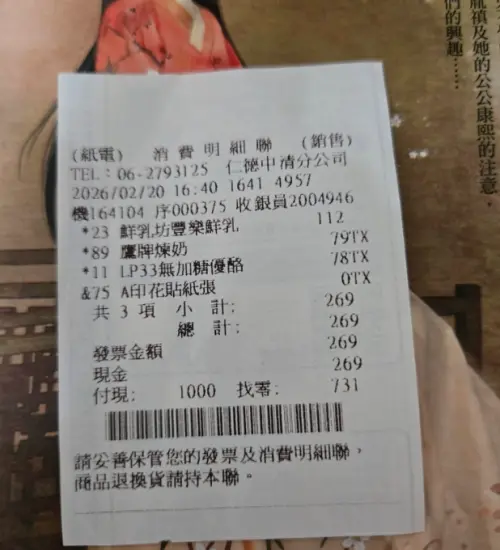 胤禛及她的公公康熙的注意，
們的興趣……
(紙電) 消費明細聯 (銷售)
TEL：06-2793125 仁德中清分公司
2026/02/20 16:40 1641 4957
機164104 序000375 收銀員2004946
*23 鮮乳坊豐樂鮮乳 112
*89 鷹牌煉奶 79TX
*11 LP33無加糖優酪 78TX
&75 A印花貼紙張 0TX
共 3 項 小 計: 269
總 計: 269
發票金額 269
現金 269
付現: 1000 找零: 731
請妥善保管您的發票及消費明細聯，
商品退換貨請持本聯。